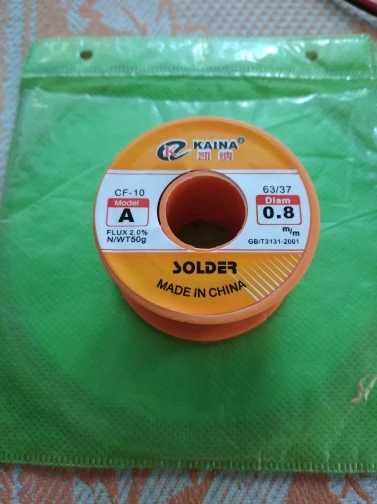 KAINA®
凯纳
CF-10
63/37
Model
A
Diam
0.8
m/m
FLUX 2.0%
N/WT50g
GB/T3131-2001
SOLDER
MADE IN CHINA